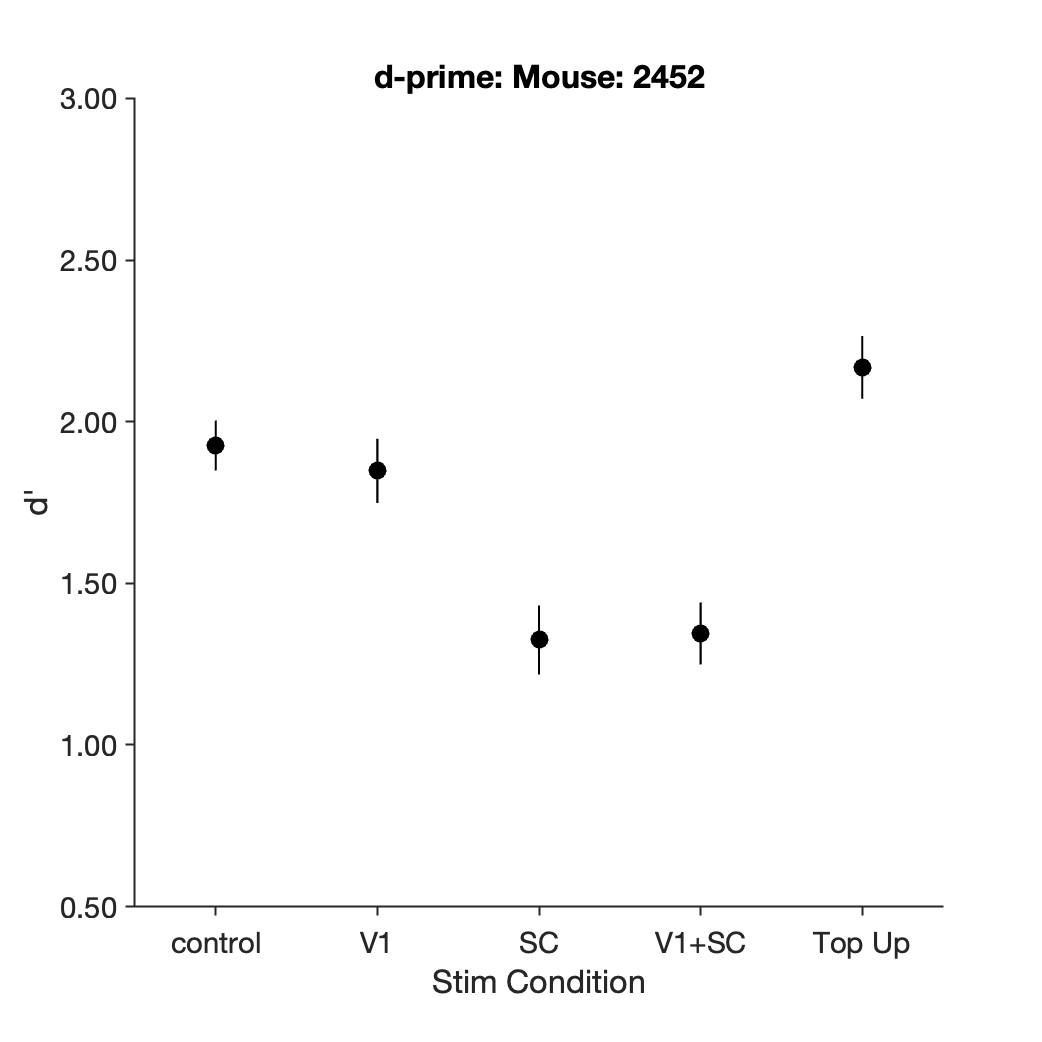 d-prime: Mouse: 2452
3.00
2.50
2.00
1.50
1.00
0.50
d'
control V1 SC V1+SC Top Up
Stim Condition